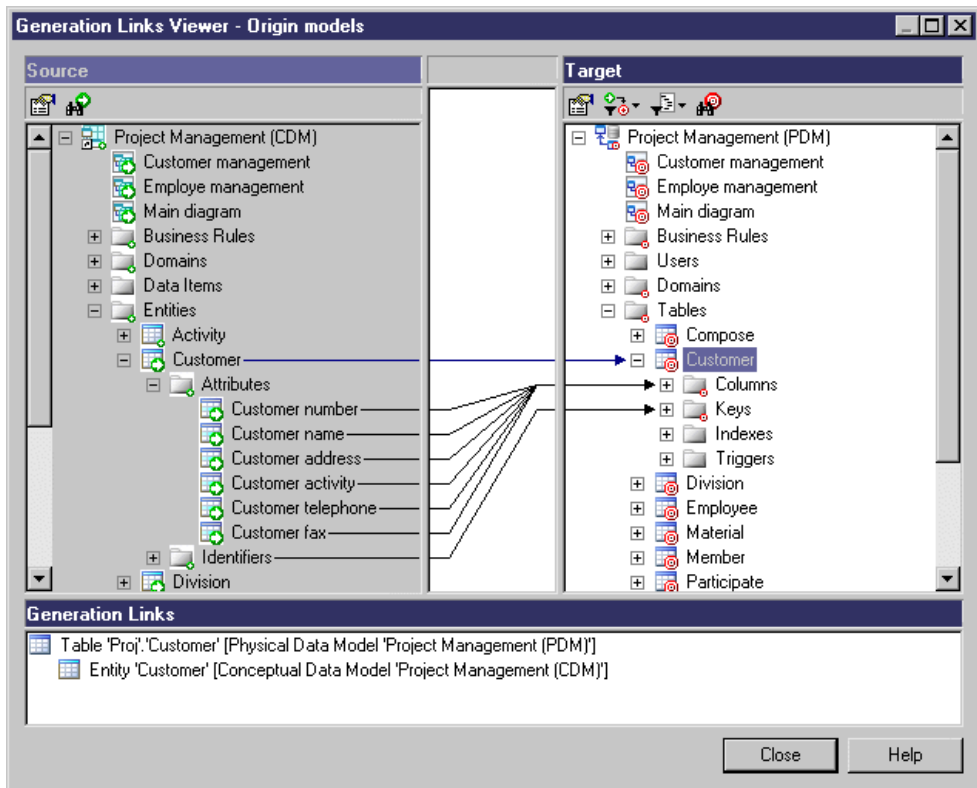 Generation Links Viewer - Origin models
Source
Project Management (CDM)
Customer management
Employe management
Main diagram
Business Rules
Domains
Data Items
Entities
Activity
Customer
Attributes
Customer number
Customer name
Customer address
Customer activity
Customer telephone
Customer fax
Identifiers
Division
Target
Project Management (PDM)
Customer management
Employe management
Main diagram
Business Rules
Users
Domains
Tables
Compose
Customer
Columns
Keys
Indexes
Triggers
Division
Employee
Material
Member
Participate
Generation Links
Table 'Proj'.'Customer' [Physical Data Model 'Project Management (PDM)']
Entity 'Customer' [Conceptual Data Model 'Project Management (CDM)']
Close
Help